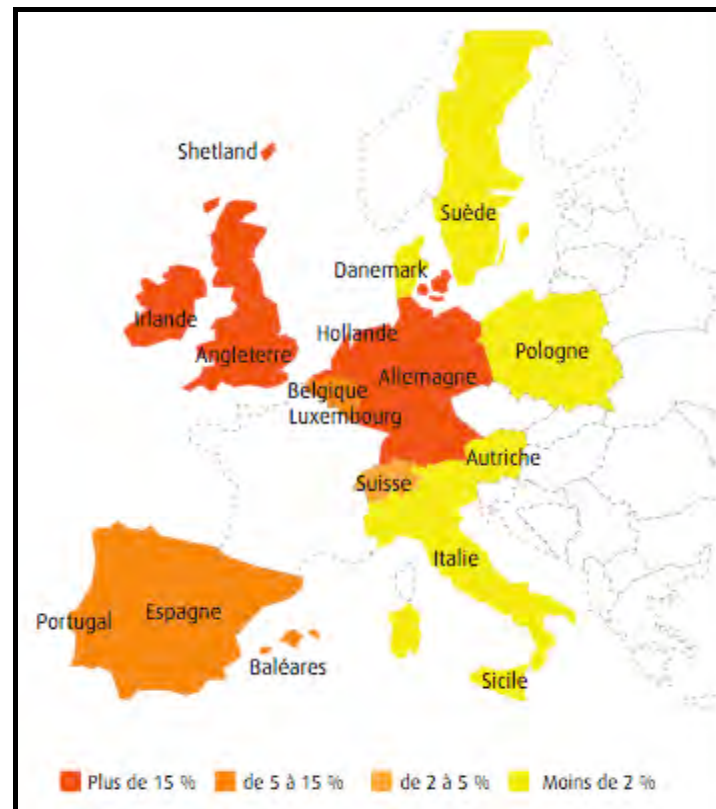 Shetland
Suède
Danemark
Irlande
Hollande
Angleterre
Pologne
Allemagne
Belgique
Luxembourg
Autriche
Suisse
Italie
Espagne
Portugal
Baléares
Sicile
Plus de 15 % de 5 à 15 % de 2 à 5 % Moins de 2 %